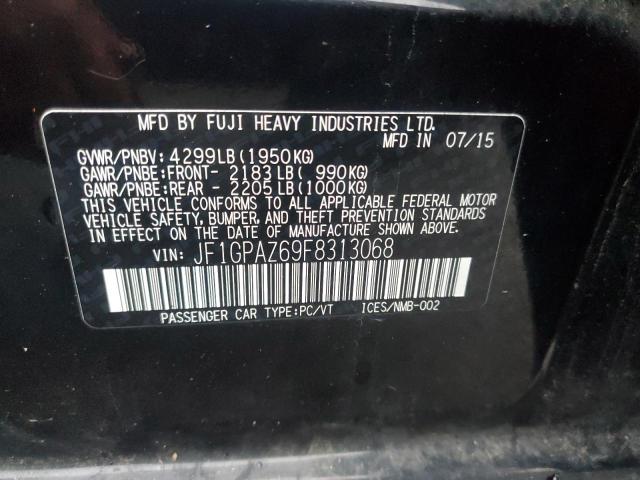 MFD BY FUJI HEAVY INDUSTRIES LTD.
MFD IN 07/15
GVWR/PNBV: 4299LB(1950KG)
GAWR/PNBE:FRONT- 2183LB( 990KG)
GAWR/PNBE:REAR - 2205LB(1000KG)
THIS VEHICLE CONFORMS TO ALL APPLICABLE FEDERAL MOTOR
VEHICLE SAFETY, BUMPER, AND THEFT PREVENTION STANDARDS
IN EFFECT ON THE DATE OF MANUFACTURE SHOWN ABOVE.
VIN: JF1GPAZ69F8313068
PASSENGER CAR TYPE:PC/VT ICES/NMB-002